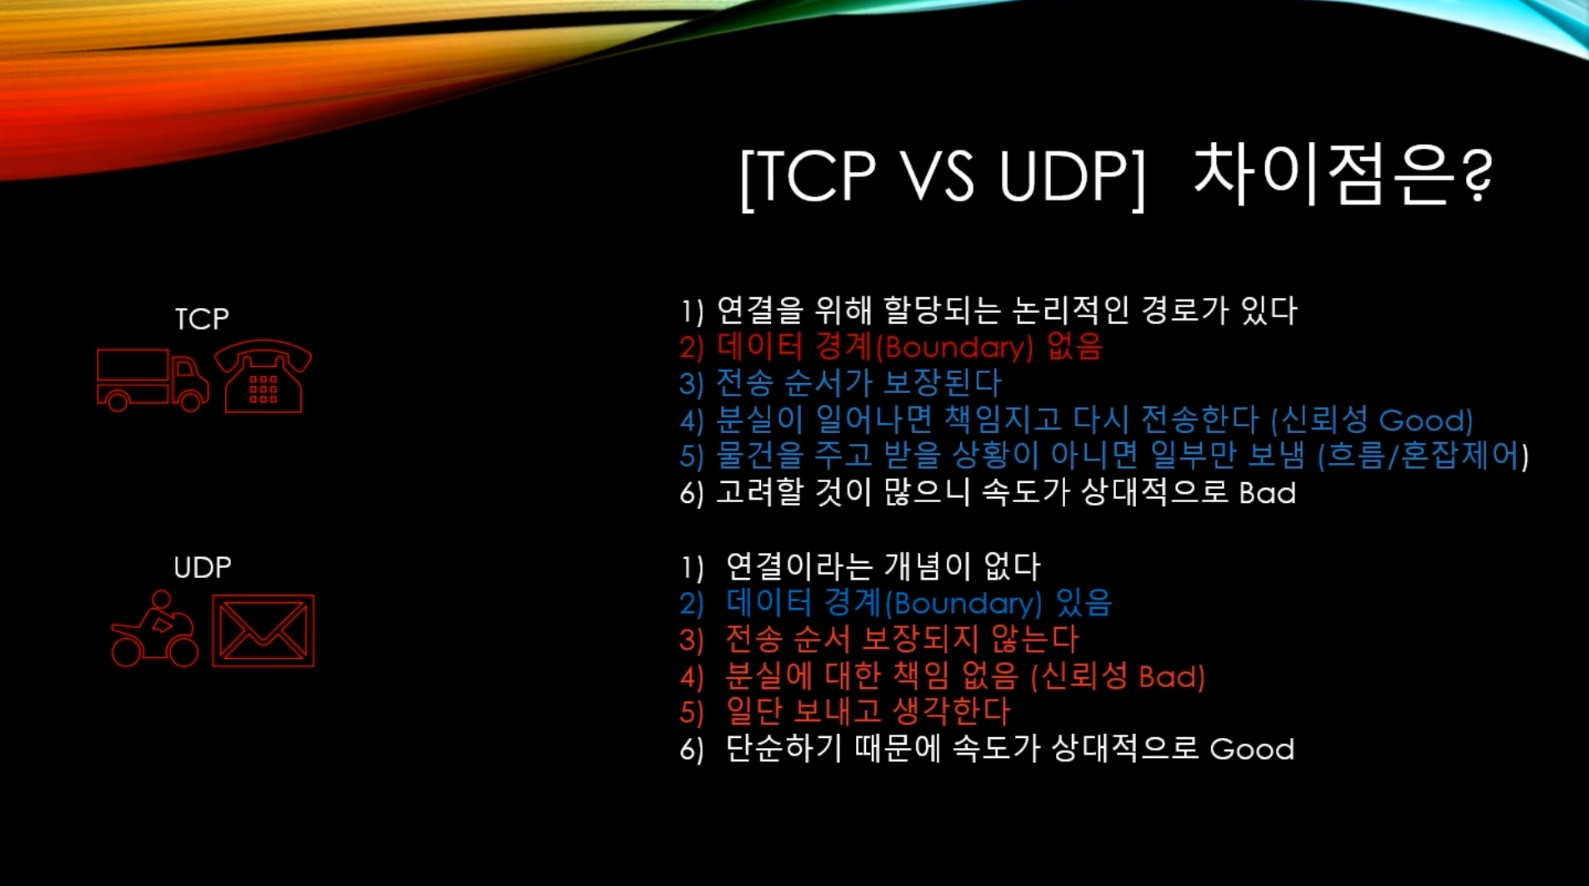 [TCP VS UDP] 차이점은?
TCP
1) 연결을 위해 할당되는 논리적인 경로가 있다
2) 데이터 경계(Boundary) 없음
3) 전송 순서가 보장된다
4) 분실이 일어나면 책임지고 다시 전송한다 (신뢰성 Good)
5) 물건을 주고 받을 상황이 아니면 일부만 보냄 (흐름/혼잡제어)
6) 고려할 것이 많으니 속도가 상대적으로 Bad
UDP
1) 연결이라는 개념이 없다
2) 데이터 경계(Boundary) 있음
3) 전송 순서 보장되지 않는다
4) 분실에 대한 책임 없음 (신뢰성 Bad)
5) 일단 보내고 생각한다
6) 단순하기 때문에 속도가 상대적으로 Good